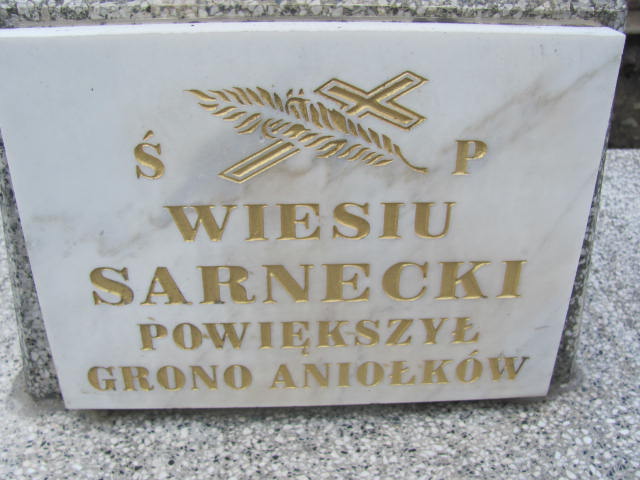 Ś P
WIESIU
SARNECKI
POWIĘKSZYŁ
GRONO ANIOŁKÓW